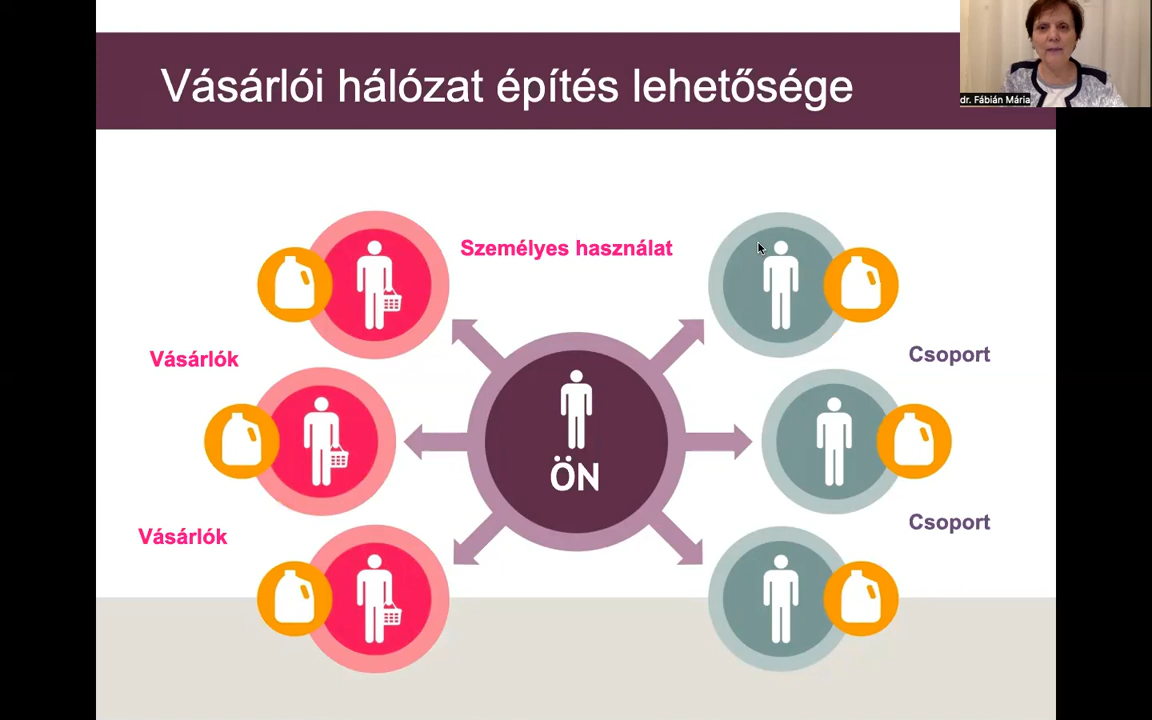 Vásárlói hálózat építés lehetősége
dr. Fábián Mária
Személyes használat
Vásárlók
Csoport
ÖN
Vásárlók
Csoport